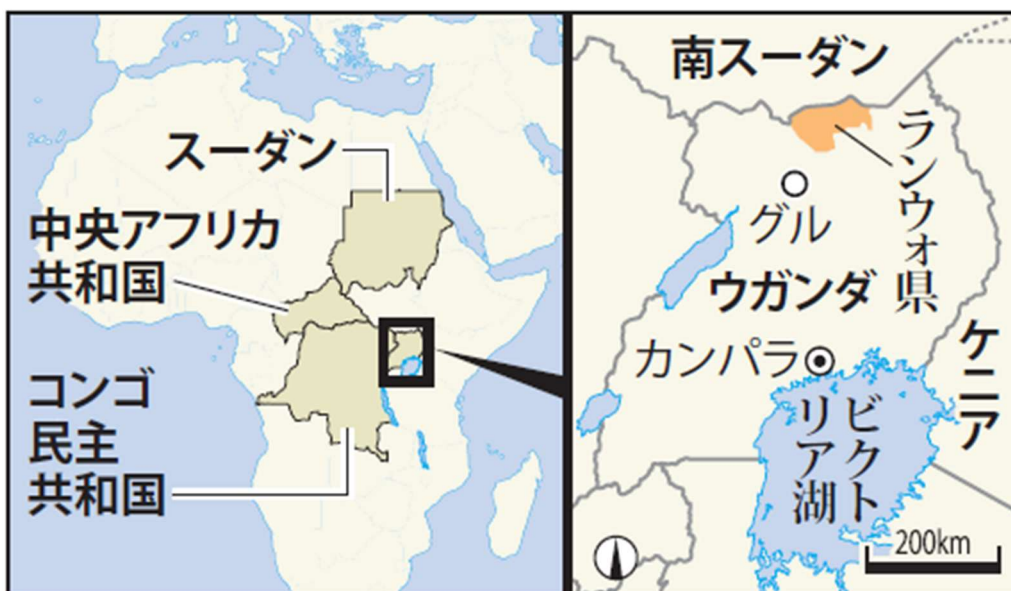 スーダン
中央アフリカ
共和国
コンゴ
民主
共和国
南スーダン
ランウォ県
グル
ウガンダ
カンパラ
ケニア
ビクト
リア湖
200km